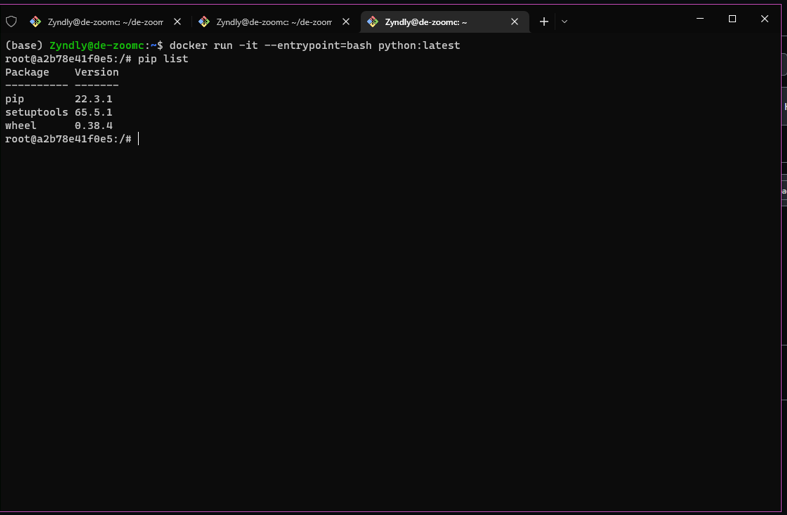 Zyndly@de-zoomc: ~/de-zoom
Zyndly@de-zoomc: ~/de-zoom
Zyndly@de-zoomc: ~
(base) Zyndly@de-zoomc:~$ docker run -it --entrypoint=bash python:latest
root@a2b78e41f0e5:/# pip list
Package    Version
---------- -------
pip        22.3.1
setuptools 65.5.1
wheel      0.38.4
root@a2b78e41f0e5:/#